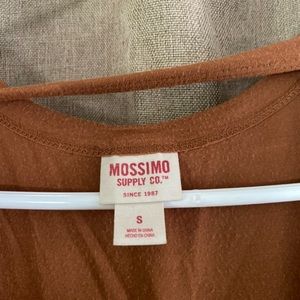 MOSSIMO
SUPPLY CO.™
SINCE 1987
S
MADE IN CHINA
HECHO EN CHINA